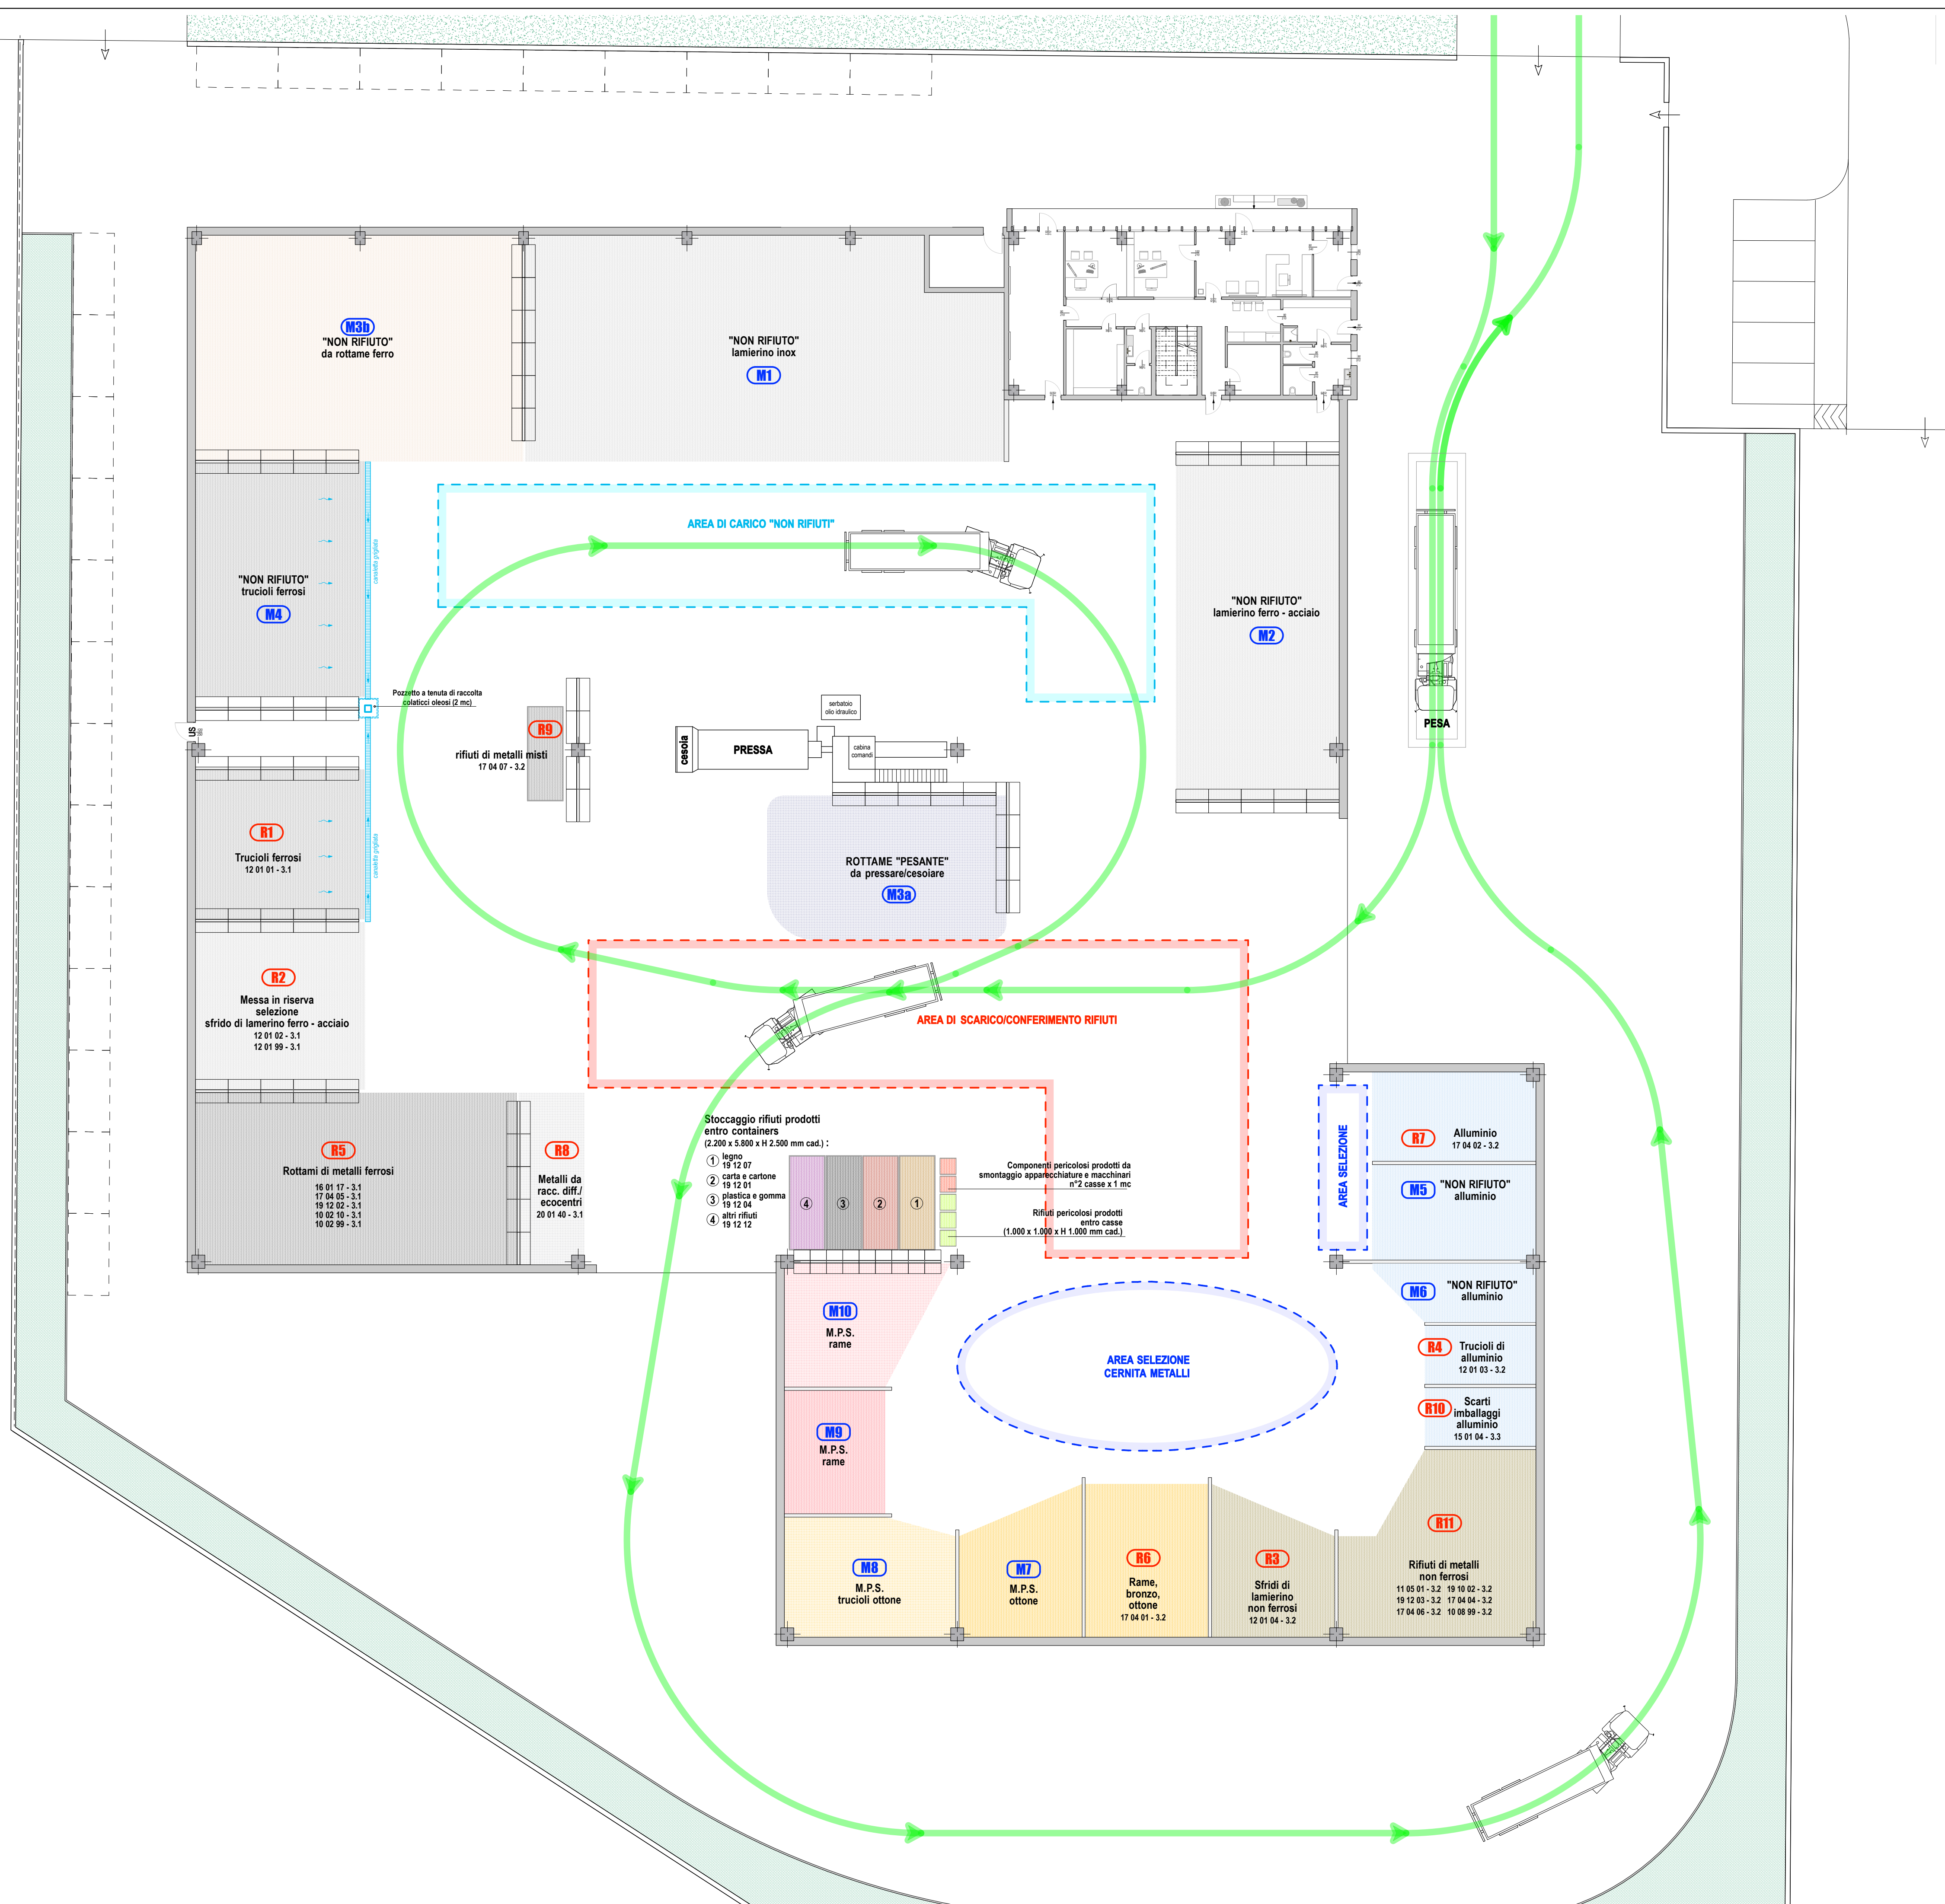 M3b
"NON RIFIUTO"
da rottame ferro
"NON RIFIUTO"
lamierino inox
M1
AREA DI CARICO "NON RIFIUTI"
canaletta grigliata
"NON RIFIUTO"
trucioli ferrosi
M4
"NON RIFIUTO"
lamierino ferro - acciaio
M2
Pozzetto a tenuta di raccolta
colaticci oleosi (2 mc)
US
R9
rifiuti di metalli misti
17 04 07 - 3.2
serbatoio
olio idraulico
cesoia
PRESSA
cabina
comandi
PESA
R1
Trucioli ferrosi
12 01 01 - 3.1
canaletta grigliata
ROTTAME "PESANTE"
da pressare/cesoiare
M3a
R2
Messa in riserva
selezione
sfrido di lamerino ferro - acciaio
12 01 02 - 3.1
12 01 99 - 3.1
AREA DI SCARICO/CONFERIMENTO RIFIUTI
R5
Rottami di metalli ferrosi
16 01 17 - 3.1
17 04 05 - 3.1
19 12 02 - 3.1
10 02 10 - 3.1
10 02 99 - 3.1
R8
Metalli da
racc. diff./
ecocentri
20 01 40 - 3.1
Stoccaggio rifiuti prodotti
entro containers
(2.200 x 5.800 x H 2.500 mm cad.) :
1 legno
19 12 07
2 carta e cartone
19 12 01
3 plastica e gomma
19 12 04
4 altri rifiuti
19 12 12
4 3 2 1
Componenti pericolosi prodotti da
smontaggio apparecchiature e macchinari
n°2 casse x 1 mc
Rifiuti pericolosi prodotti
entro casse
(1.000 x 1.000 x H 1.000 mm cad.)
AREA SELEZIONE
R7
Alluminio
17 04 02 - 3.2
M5
"NON RIFIUTO"
alluminio
M6
"NON RIFIUTO"
alluminio
R4
Trucioli di
alluminio
12 01 03 - 3.2
R10
Scarti
imballaggi
alluminio
15 01 04 - 3.3
M10
M.P.S.
rame
AREA SELEZIONE
CERNITA METALLI
M9
M.P.S.
rame
M8
M.P.S.
trucioli ottone
M7
M.P.S.
ottone
R6
Rame,
bronzo,
ottone
17 04 01 - 3.2
R3
Sfridi di
lamierino
non ferrosi
12 01 04 - 3.2
R11
Rifiuti di metalli
non ferrosi
11 05 01 - 3.2 19 10 02 - 3.2
19 12 03 - 3.2 17 04 04 - 3.2
17 04 06 - 3.2 10 08 99 - 3.2